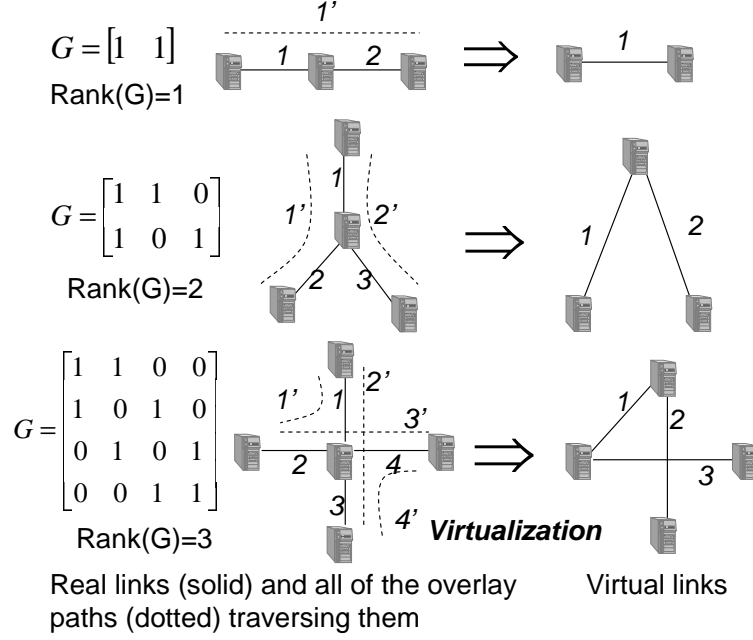 1'
G = [1 1]
1 2
1
Rank(G)=1
G = [1 1 0
1 0 1]
1
1' 2'
2 3
1 2
Rank(G)=2
G = [1 1 0 0
1 0 1 0
0 1 0 1
0 0 1 1]
1' 1 2'
3'
2 4
3
4'
1 2
3
Rank(G)=3
Virtualization
Real links (solid) and all of the overlay
paths (dotted) traversing them
Virtual links